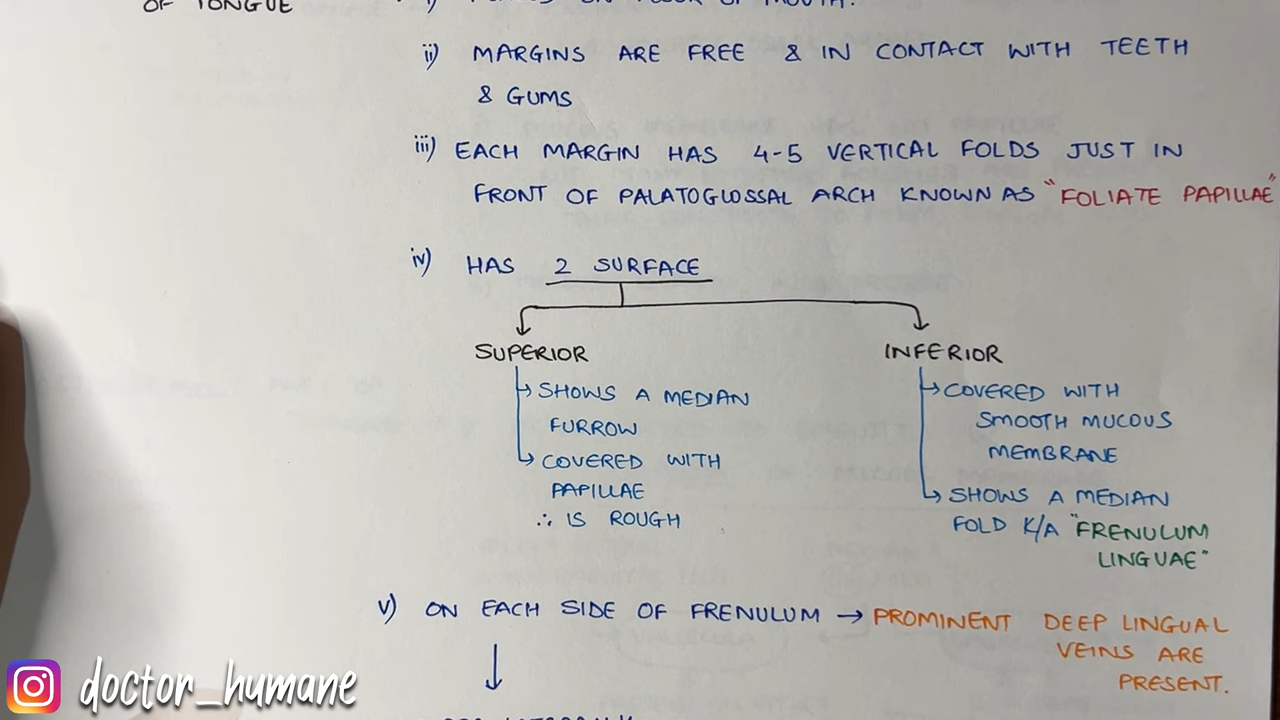 OF TONGUE
ii) MARGINS ARE FREE & IN CONTACT WITH TEETH
& GUMS
iii) EACH MARGIN HAS 4-5 VERTICAL FOLDS JUST IN
FRONT OF PALATOGLOSSAL ARCH KNOWN AS "FOLIATE PAPILLAE"
iv) HAS 2 SURFACE
SUPERIOR
→ SHOWS A MEDIAN
FURROW
→ COVERED WITH
PAPILLAE
∴ IS ROUGH
INFERIOR
→ COVERED WITH
SMOOTH MUCOUS
MEMBRANE
→ SHOWS A MEDIAN
FOLD K/A "FRENULUM
LINGUAE"
v) ON EACH SIDE OF FRENULUM → PROMINENT DEEP LINGUAL
VEINS ARE
PRESENT.
doctor_humane